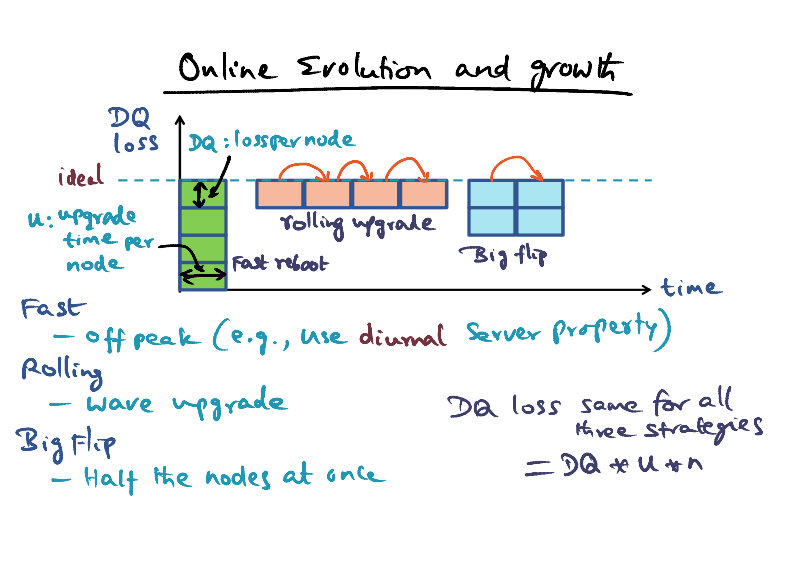 Online Evolution and growth
DQ
loss
DQ : loss per node
ideal
u: upgrade
time per
node
rolling upgrade
Big flip
Fast reboot
time
Fast
- off peak (e.g., use diurnal server property)
Rolling
- wave upgrade
Big Flip
- Half the nodes at once
DQ loss same for all
three strategies
= DQ * u * n